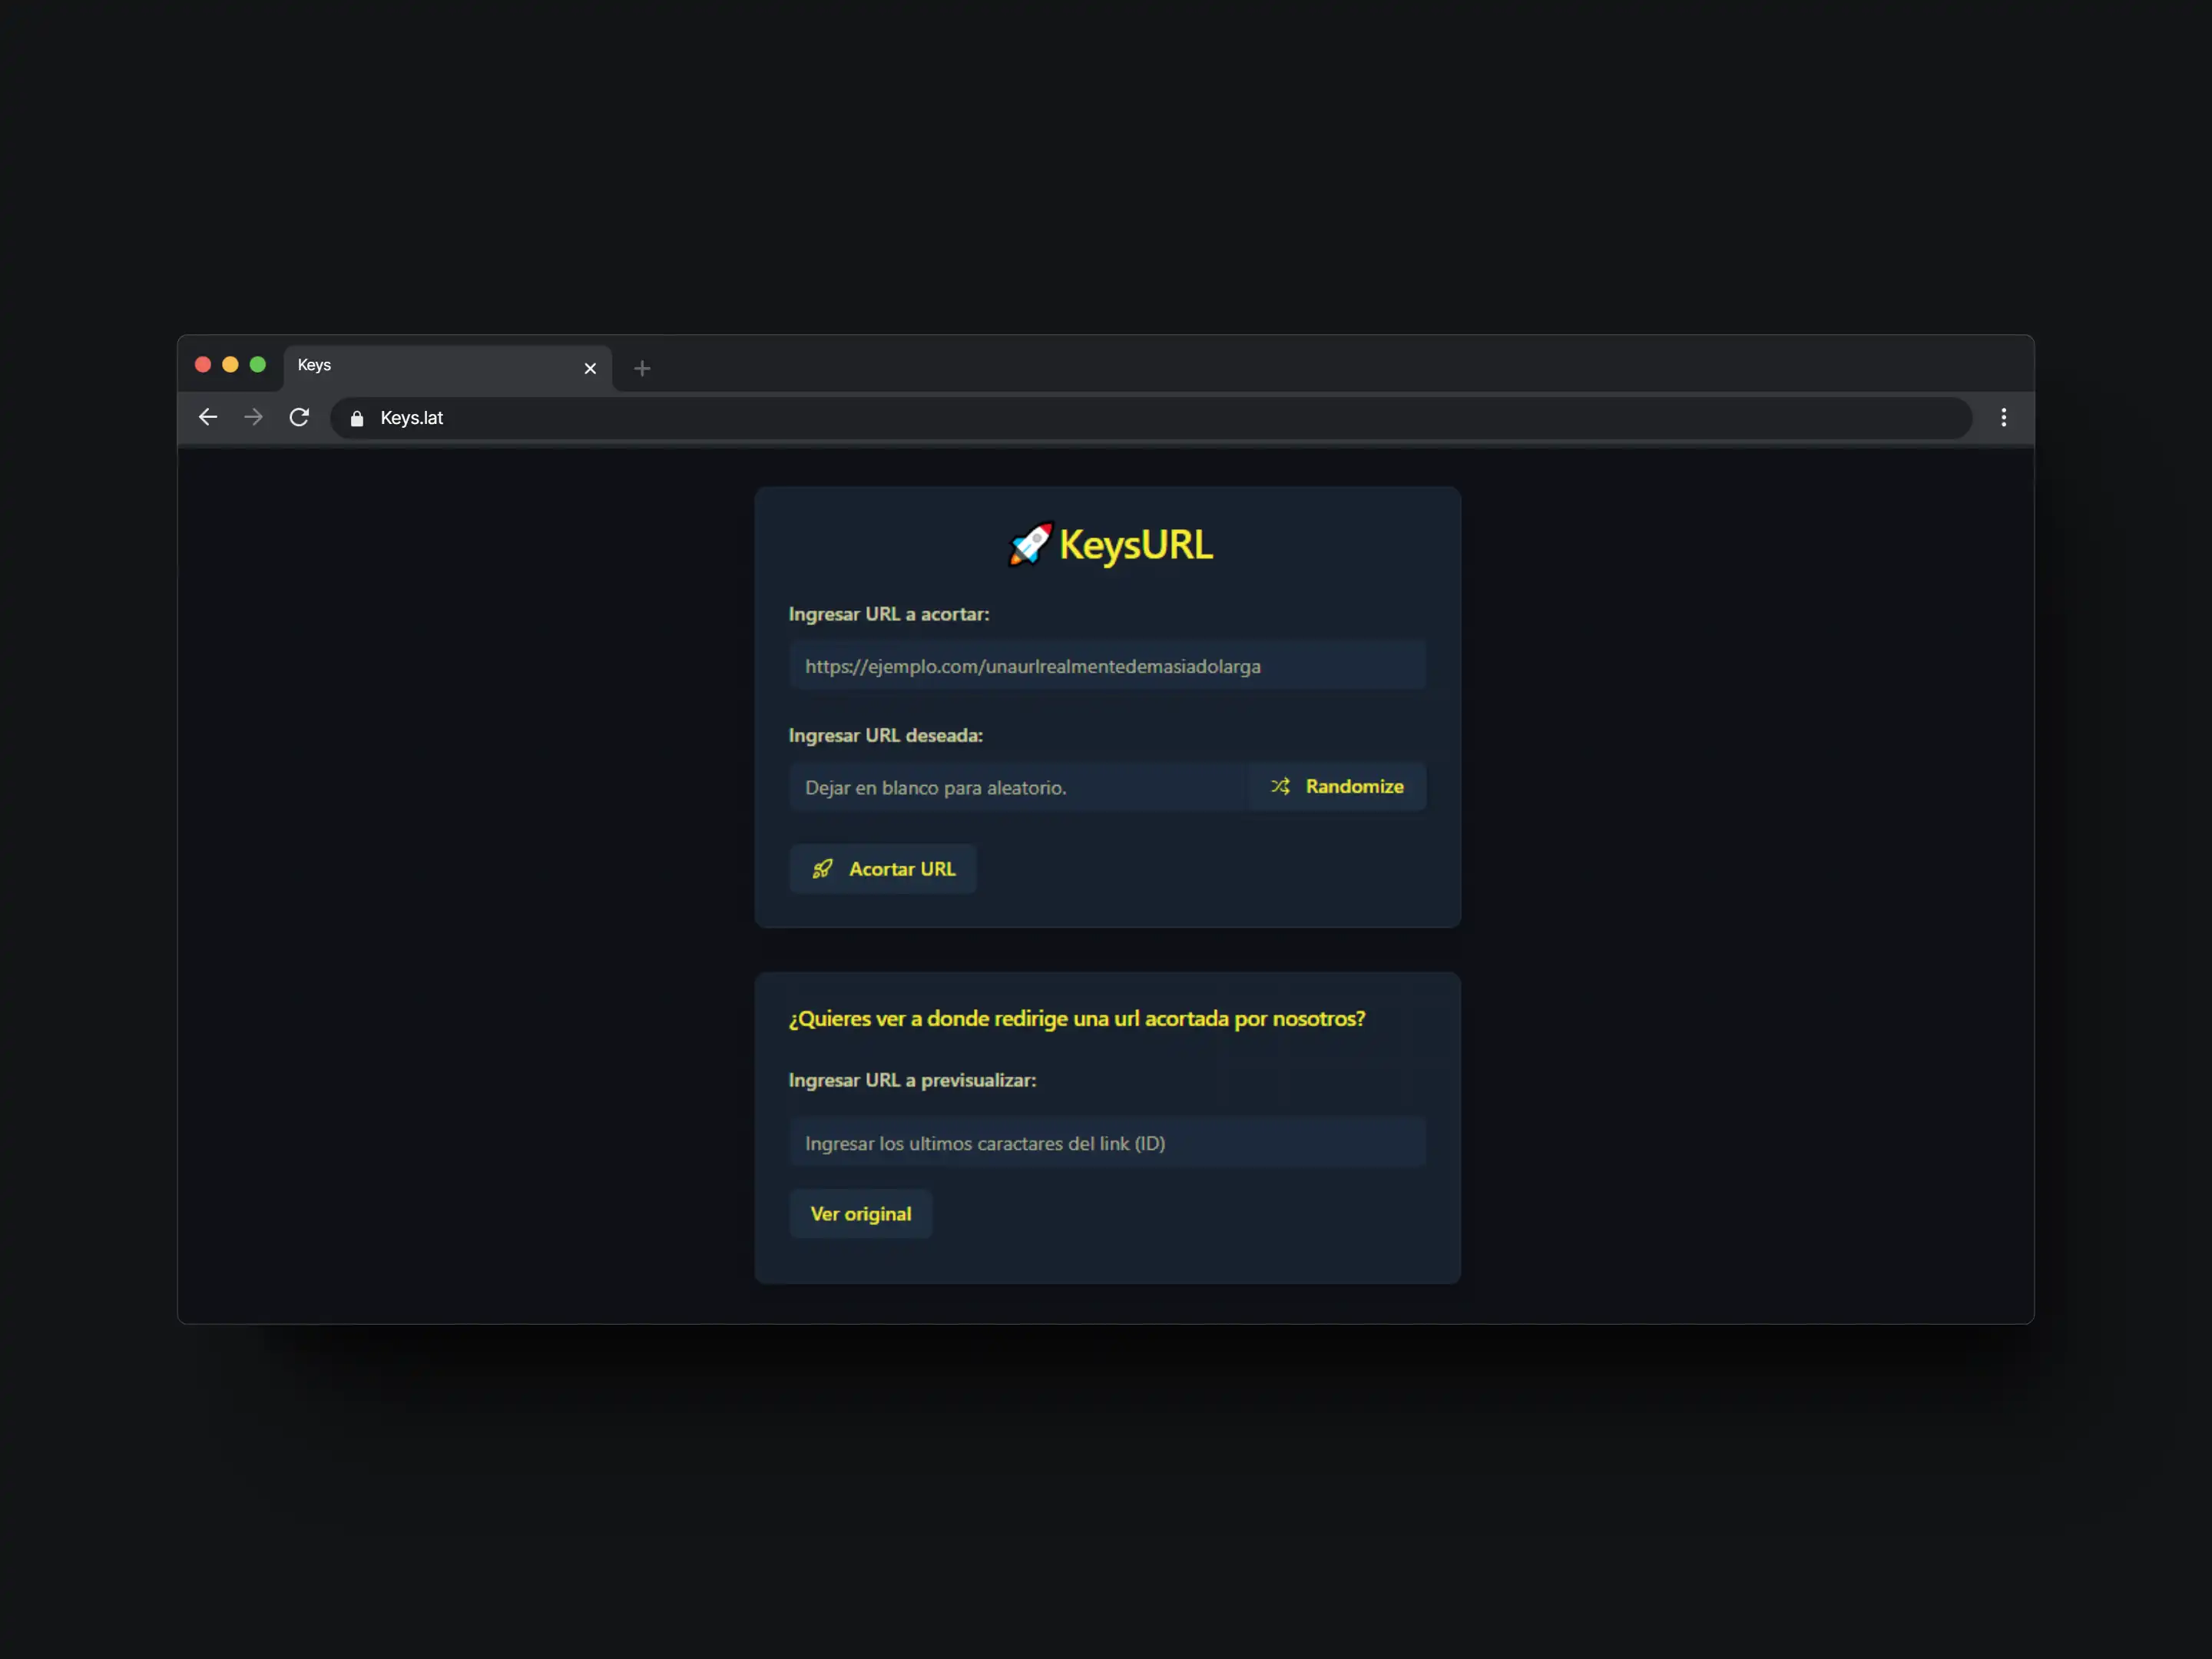 Keys
Keys.lat
KeysURL
Ingresar URL a acortar:
https://ejemplo.com/unaurlrealmentedemasiadolarga
Ingresar URL deseada:
Dejar en blanco para aleatorio.
Randomize
Acortar URL
¿Quieres ver a donde redirige una url acortada por nosotros?
Ingresar URL a previsualizar:
Ingresar los ultimos caractares del link (ID)
Ver original